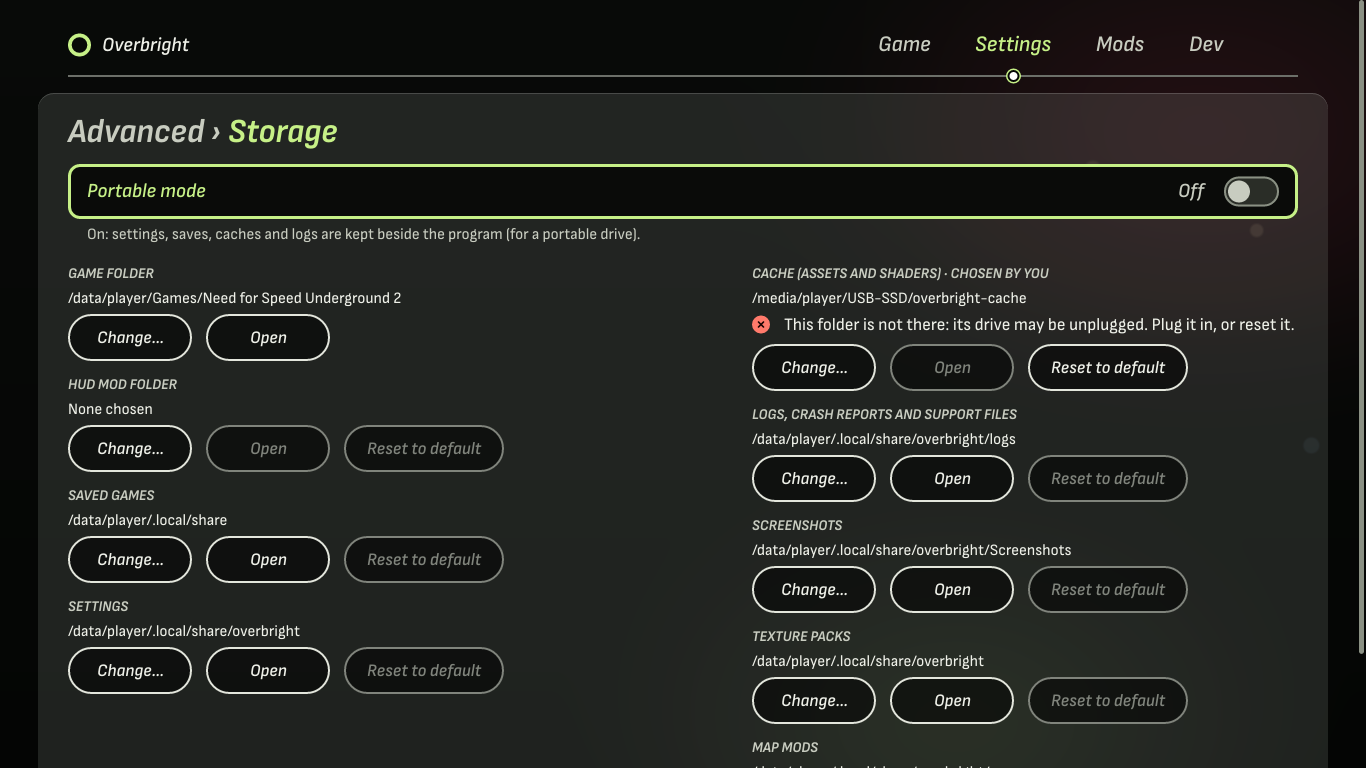 Overbright
Game
Settings
Mods
Dev
Advanced › Storage
Portable mode
Off
On: settings, saves, caches and logs are kept beside the program (for a portable drive).
GAME FOLDER
/data/player/Games/Need for Speed Underground 2
Change...
Open
HUD MOD FOLDER
None chosen
Change...
Open
Reset to default
SAVED GAMES
/data/player/.local/share
Change...
Open
Reset to default
SETTINGS
/data/player/.local/share/overbright
Change...
Open
Reset to default
CACHE (ASSETS AND SHADERS) · CHOSEN BY YOU
/media/player/USB-SSD/overbright-cache
This folder is not there: its drive may be unplugged. Plug it in, or reset it.
Change...
Open
Reset to default
LOGS, CRASH REPORTS AND SUPPORT FILES
/data/player/.local/share/overbright/logs
Change...
Open
Reset to default
SCREENSHOTS
/data/player/.local/share/overbright/Screenshots
Change...
Open
Reset to default
TEXTURE PACKS
/data/player/.local/share/overbright
Change...
Open
Reset to default
MAP MODS